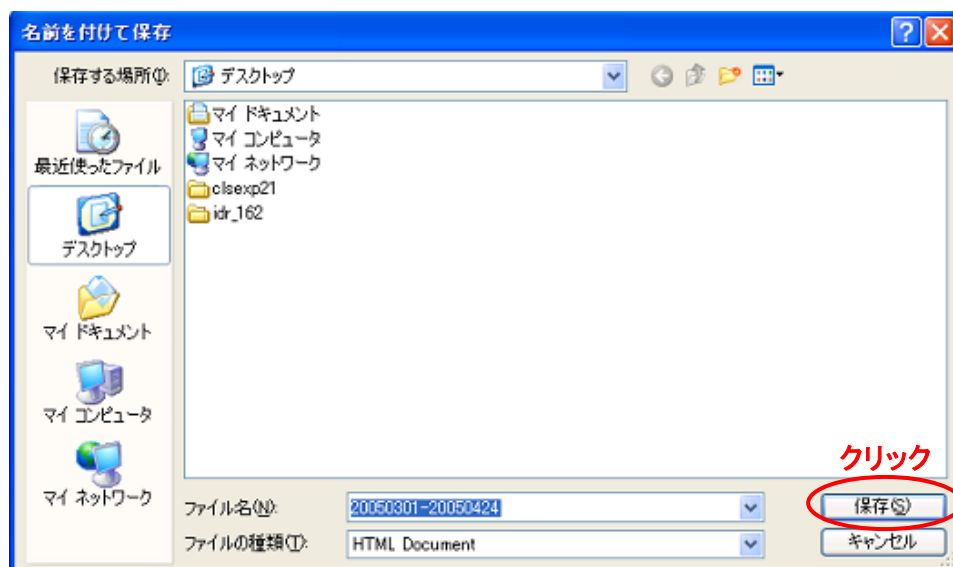 名前を付けて保存
保存する場所(I):
デスクトップ
最近使ったファイル
デスクトップ
マイ ドキュメント
マイ コンピュータ
マイ ネットワーク
マイ ドキュメント
マイ コンピュータ
マイ ネットワーク
clsexp21
idr_162
クリック
ファイル名(N):
20050301-20050424
保存(S)
ファイルの種類(T):
HTML Document
キャンセル